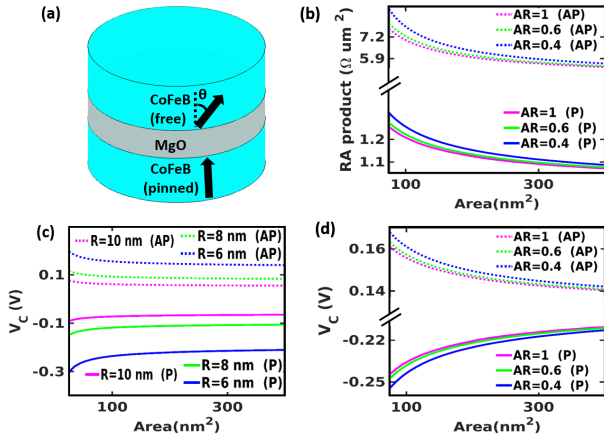 (a)
CoFeB
(free)
θ
MgO
CoFeB
(pinned)
(b)
RA product (Ω um²)
7.2
5.9
1.2
1.1
100
300
Area(nm²)
AR=1 (AP)
AR=0.6 (AP)
AR=0.4 (AP)
AR=1 (P)
AR=0.6 (P)
AR=0.4 (P)
(c)
V_C (V)
0.1
-0.1
-0.3
100
300
Area(nm²)
R=10 nm (AP)
R=8 nm (AP)
R=6 nm (AP)
R=10 nm (P)
R=8 nm (P)
R=6 nm (P)
(d)
V_C (V)
0.16
0.14
-0.22
-0.25
100
300
Area(nm²)
AR=1 (AP)
AR=0.6 (AP)
AR=0.4 (AP)
AR=1 (P)
AR=0.6 (P)
AR=0.4 (P)